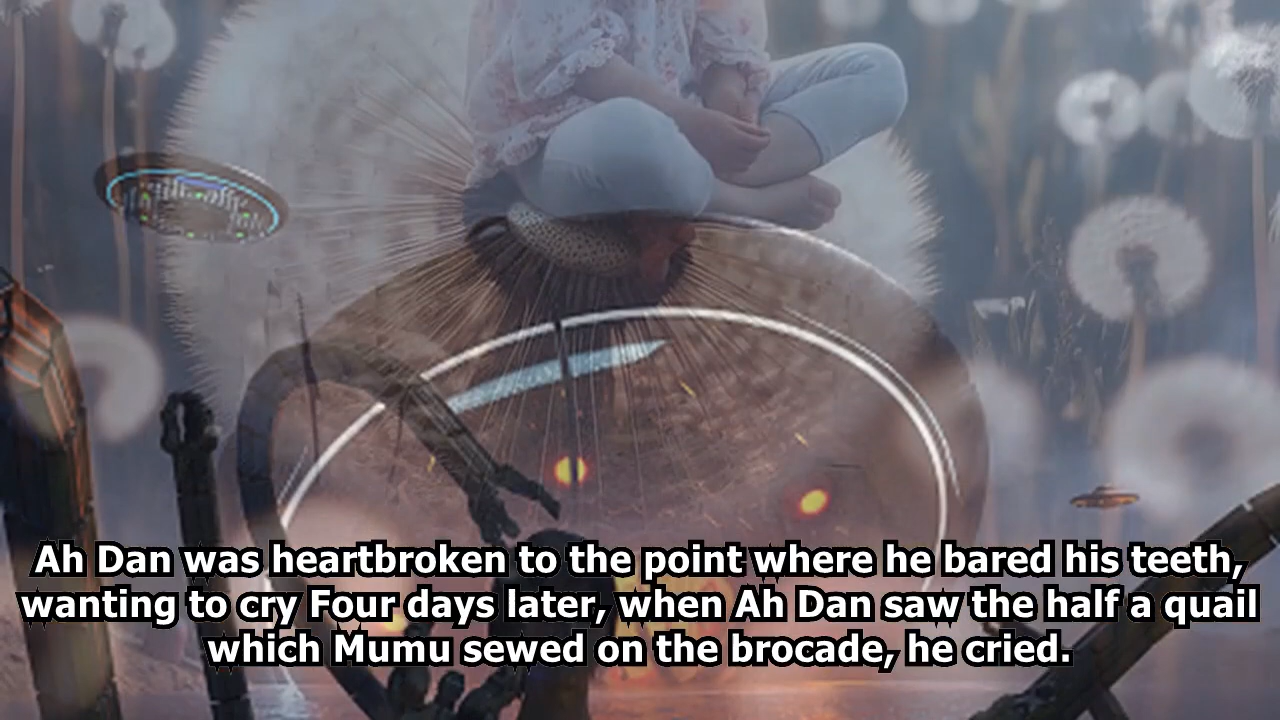 Ah Dan was heartbroken to the point where he bared his teeth,
wanting to cry Four days later, when Ah Dan saw the half a quail
which Mumu sewed on the brocade, he cried.